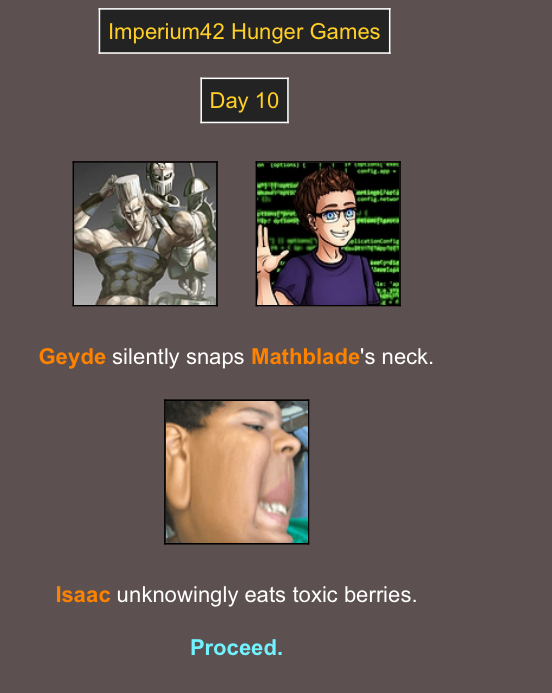 Imperium42 Hunger Games
Day 10
Geyde silently snaps Mathblade's neck.
Isaac unknowingly eats toxic berries.
Proceed.